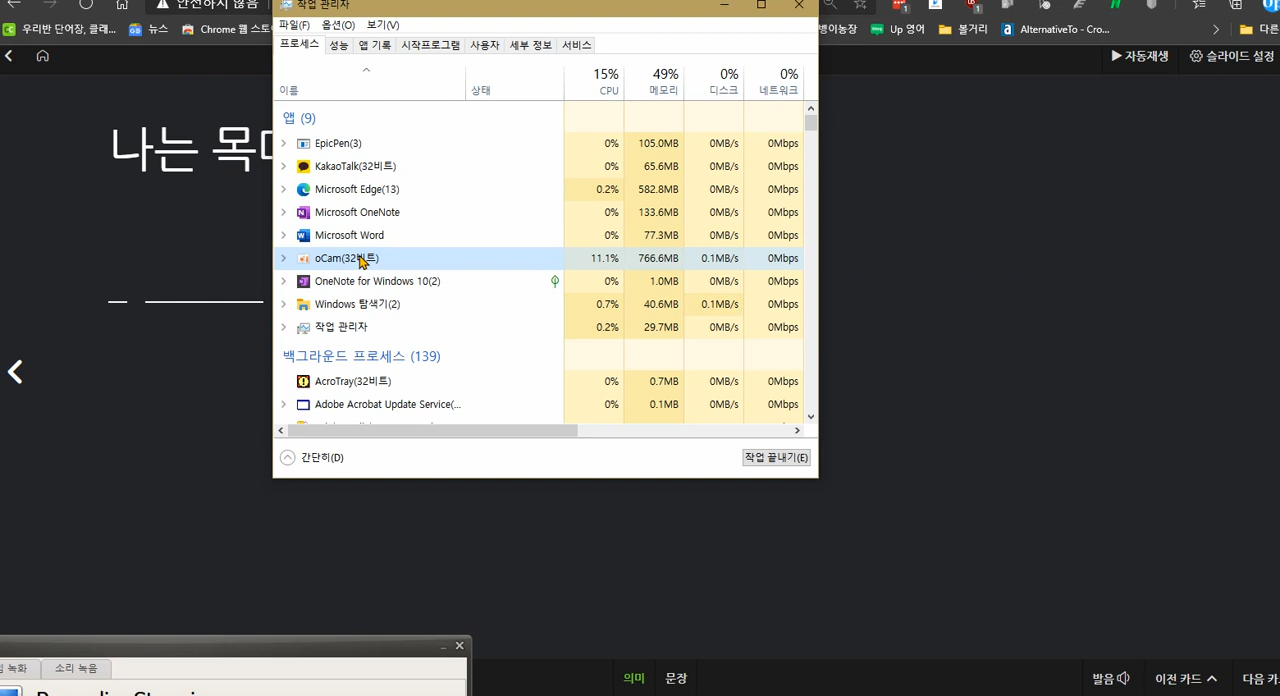 안전하지 않음
우리반 단어장, 클래...
뉴스
Chrome 웹 스토
병이농장
Up 영어
볼거리
AlternativeTo - Cro...
다른
자동재생
슬라이드 설정
나는 목
작업 관리자
파일(F) 옵션(O) 보기(V)
프로세스 성능 앱 기록 시작프로그램 사용자 세부 정보 서비스
15% 49% 0% 0%
이름 상태 CPU 메모리 디스크 네트워크
앱 (9)
EpicPen(3) 0% 105.0MB 0MB/s 0Mbps
KakaoTalk(32비트) 0% 65.6MB 0MB/s 0Mbps
Microsoft Edge(13) 0.2% 582.8MB 0MB/s 0Mbps
Microsoft OneNote 0% 133.6MB 0MB/s 0Mbps
Microsoft Word 0% 77.3MB 0MB/s 0Mbps
oCam(32비트) 11.1% 766.6MB 0.1MB/s 0Mbps
OneNote for Windows 10(2) 0% 1.0MB 0MB/s 0Mbps
Windows 탐색기(2) 0.7% 40.6MB 0.1MB/s 0Mbps
작업 관리자 0.2% 29.7MB 0MB/s 0Mbps
백그라운드 프로세스 (139)
AcroTray(32비트) 0% 0.7MB 0MB/s 0Mbps
Adobe Acrobat Update Service(... 0% 0.1MB 0MB/s 0Mbps
간단히(D)
작업 끝내기(E)
녹화
소리 녹음
의미
문장
발음
이전 카드
다음 카